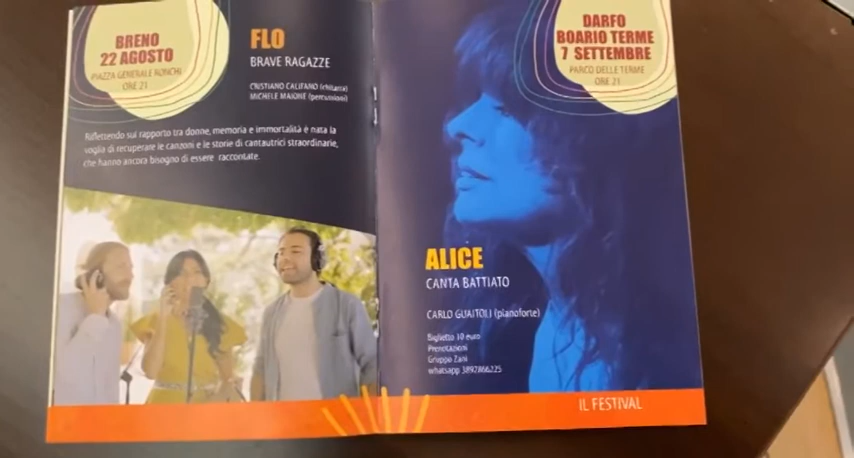 BRENO
22 AGOSTO
PIAZZA GENERALE RONCHI
ORE 21
FLO
BRAVE RAGAZZE
CRISTIANO CALIFANO (chitarra)
MICHELE MAIONE (percussioni)
Riflettendo sul rapporto tra donne, memoria e immortalità è nata la
voglia di recuperare le canzoni e le storie di cantautrici straordinarie,
che hanno ancora bisogno di essere raccontate.
DARFO
BOARIO TERME
7 SETTEMBRE
PARCO DELLE TERME
ORE 21
ALICE
CANTA BATTIATO
CARLO GUAITOLI (pianoforte)
Biglietto 10 euro
Prenotazioni
Gruppo Zani
whatsapp 3897866225
IL FESTIVAL